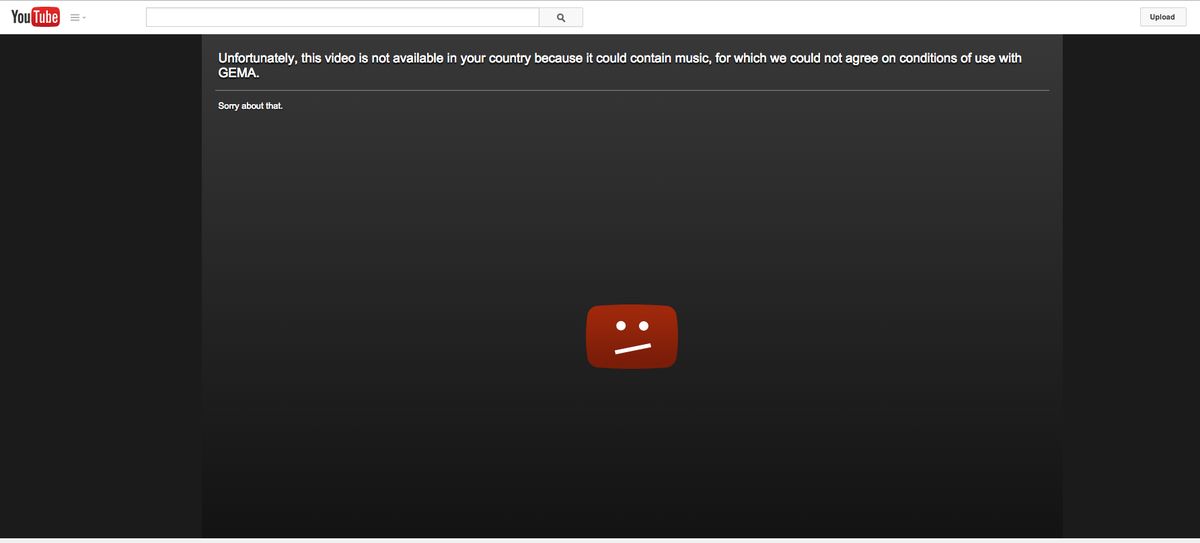 YouTube
Upload
Unfortunately, this video is not available in your country because it could contain music, for which we could not agree on conditions of use with
GEMA.
Sorry about that.